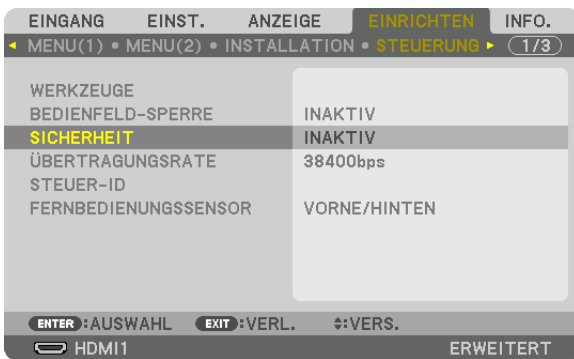 EINGANG EINST. ANZEIGE EINRICHTEN INFO.
MENU(1) • MENU(2) • INSTALLATION • STEUERUNG 1/3
WERKZEUGE
BEDIENFELD-SPERRE INAKTIV
SICHERHEIT INAKTIV
ÜBERTRAGUNGSRATE 38400bps
STEUER-ID
FERNBEDIENUNGSSENSOR VORNE/HINTEN
ENTER :AUSWAHL EXIT :VERL. :VERS.
HDMI1 ERWEITERT